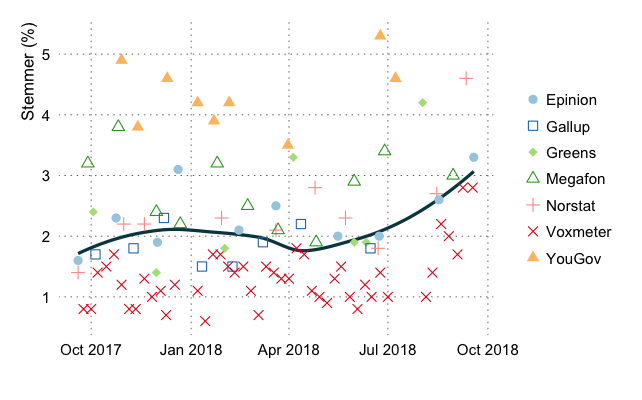 Stemmer (%)
5
4
3
2
1
Oct 2017 Jan 2018 Apr 2018 Jul 2018 Oct 2018
Epinion
Gallup
Greens
Megafon
Norstat
Voxmeter
YouGov